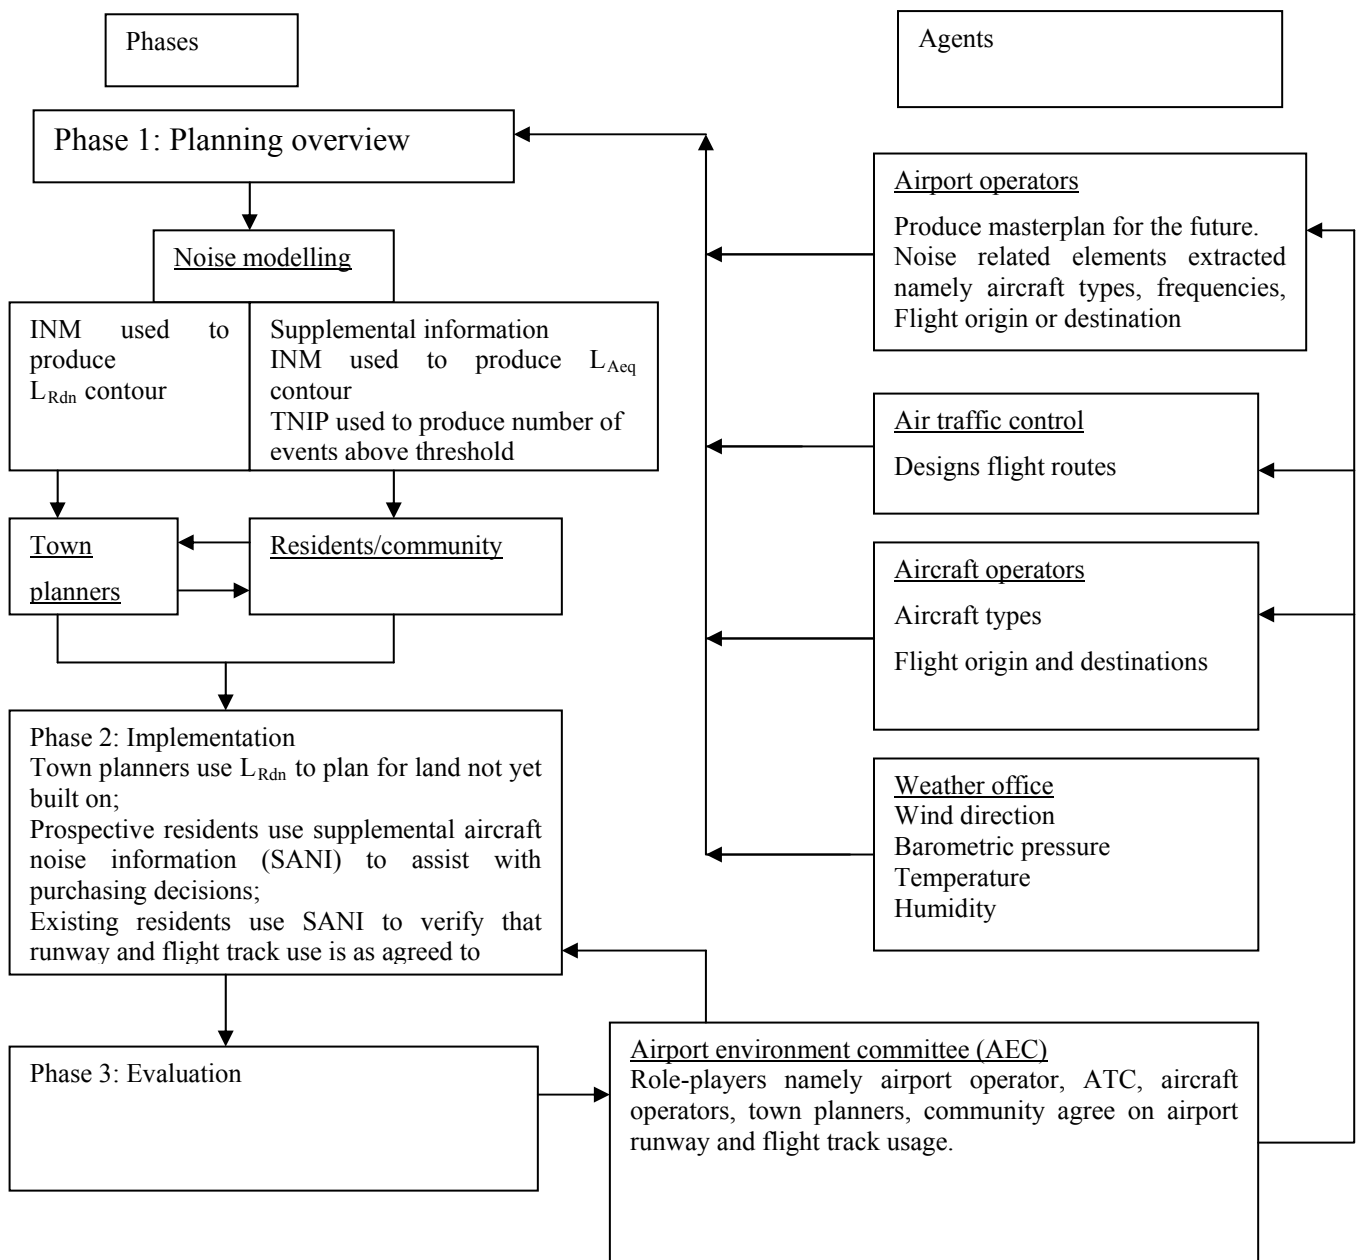 Phases
Agents
Phase 1: Planning overview
Noise modelling
INM used to
produce
L_Rdn contour
Supplemental information
INM used to produce L_Aeq
contour
TNIP used to produce number of
events above threshold
Town
planners
Residents/community
Phase 2: Implementation
Town planners use L_Rdn to plan for land not yet
built on;
Prospective residents use supplemental aircraft
noise information (SANI) to assist with
purchasing decisions;
Existing residents use SANI to verify that
runway and flight track use is as agreed to
Phase 3: Evaluation
Airport operators
Produce masterplan for the future.
Noise related elements extracted
namely aircraft types, frequencies,
Flight origin or destination
Air traffic control
Designs flight routes
Aircraft operators
Aircraft types
Flight origin and destinations
Weather office
Wind direction
Barometric pressure
Temperature
Humidity
Airport environment committee (AEC)
Role-players namely airport operator, ATC, aircraft
operators, town planners, community agree on airport
runway and flight track usage.